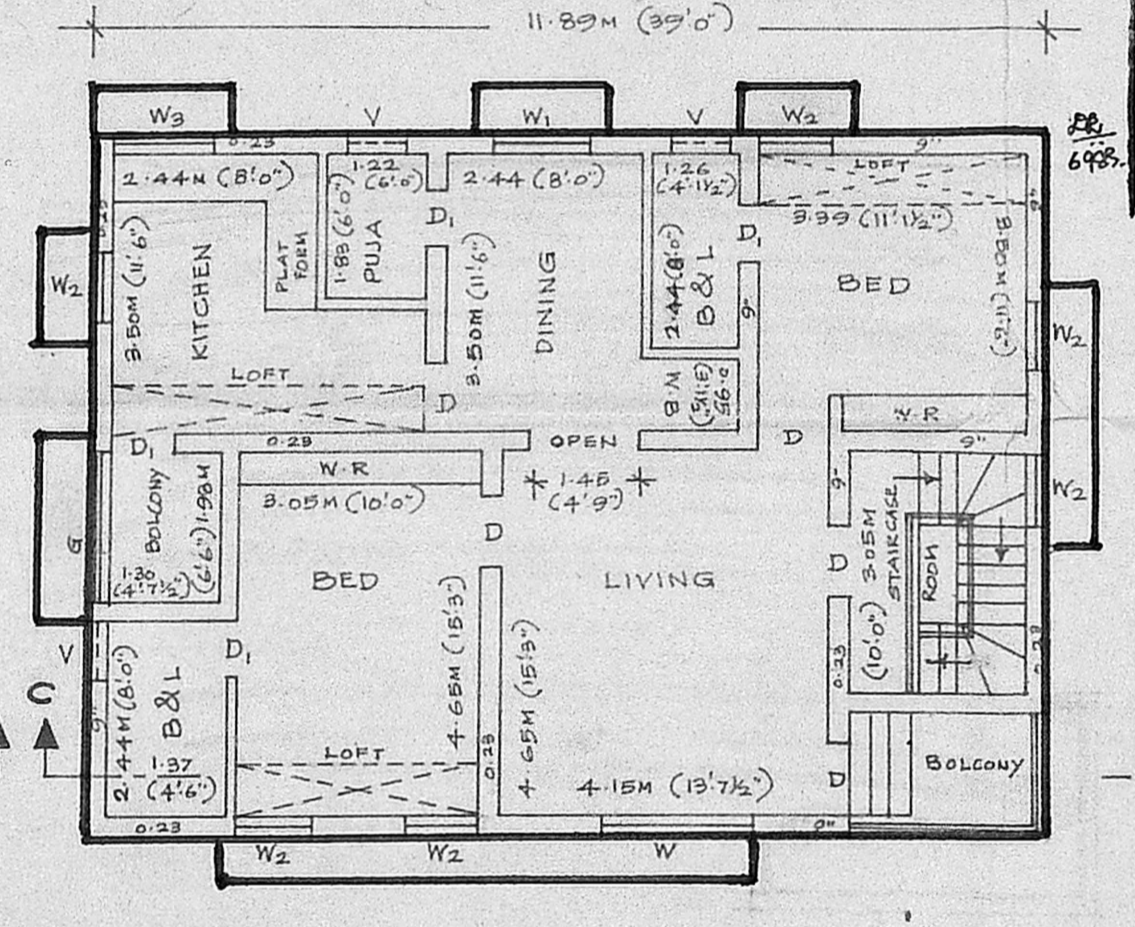 11.89M (39'0")
W3
V
W1
V
W2
0.23
9"
2.44M (8'0")
1.22
(6'0")
2.44 (8'0")
1.26
(4'1½")
LOFT
3.39 (11'1½")
9"
0.23
D1
D1
W2
3.50M (11'6")
KITCHEN
PLAT
FORM
1.83 (6'0")
PUJA
3.50M (11'6")
DINING
2.44 (8'0")
B & L
9"
BED
W2
LOFT
D
W.R
D
0.23
OPEN
D
9"
W.R
1.45
(4'9")
W2
3.05M (10'0")
BOLCONY
(6'6") 1.98M
G
1.30
(4'7½")
D
9"
3.05M
(10'0")
STAIRCASE
ROOM
BED
LIVING
D
V
D1
4.65M (15'3")
4.65M (15'3")
0.23
0.23
C
2.44M (8'0")
B & L
9"
1.37
(4'6")
LOFT
0.23
4.15M (13'7½")
D
BOLCONY
0.23
9"
W2
W2
W